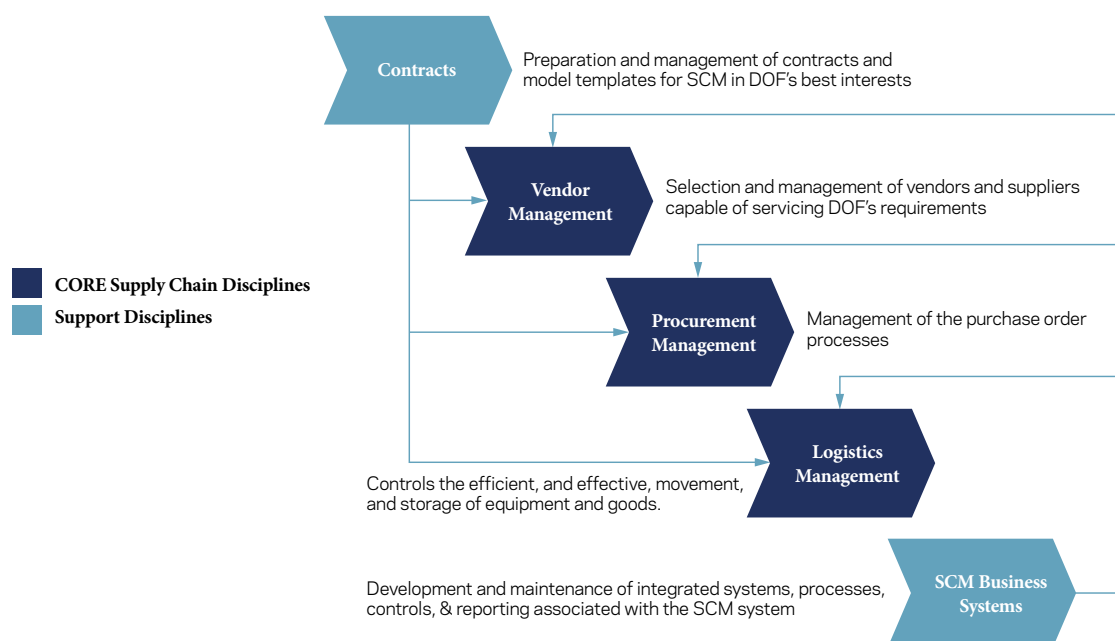 Contracts
Preparation and management of contracts and
model templates for SCM in DOF's best interests
Vendor
Management
Selection and management of vendors and suppliers
capable of servicing DOF's requirements
CORE Supply Chain Disciplines
Support Disciplines
Procurement
Management
Management of the purchase order
processes
Logistics
Management
Controls the efficient, and effective, movement,
and storage of equipment and goods.
SCM Business
Systems
Development and maintenance of integrated systems, processes,
controls, & reporting associated with the SCM system